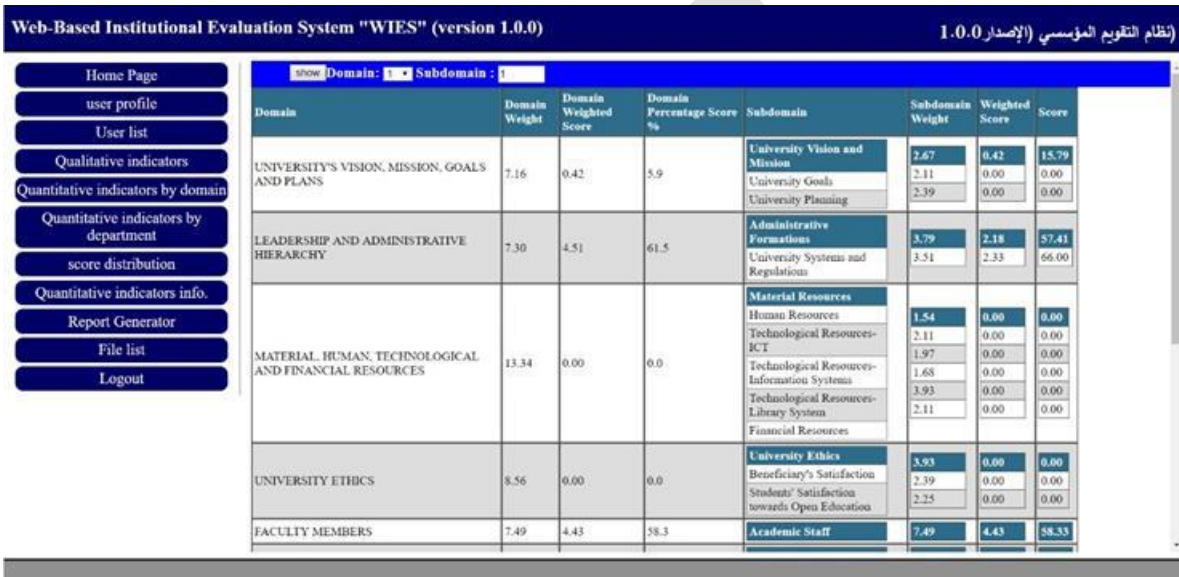 Web-Based Institutional Evaluation System "WIES" (version 1.0.0)
(نظام التقويم المؤسسي (الإصدار 1.0.0
Home Page
user profile
User list
Qualitative indicators
Quantitative indicators by domain
Quantitative indicators by
department
score distribution
Quantitative indicators info.
Report Generator
File list
Logout
show Domain: 1 Subdomain : 1
Domain
Domain
Weight
Domain
Weighted
Score
Domain
Percentage Score
%
Subdomain
Subdomain
Weight
Weighted
Score
Score
UNIVERSITY'S VISION, MISSION, GOALS
AND PLANS
7.16
0.42
5.9
University Vision and
Mission
University Goals
University Planning
2.67 0.42 15.79
2.11 0.00 0.00
2.39 0.00 0.00
LEADERSHIP AND ADMINISTRATIVE
HIERARCHY
7.30
4.51
61.5
Administrative
Formations
University Systems and
Regulations
3.79 2.18 57.41
3.51 2.33 66.00
MATERIAL, HUMAN, TECHNOLOGICAL
AND FINANCIAL RESOURCES
13.34
0.00
0.0
Material Resources
Human Resources
Technological Resources-
ICT
Technological Resources-
Information Systems
Technological Resources-
Library System
Financial Resources
1.54 0.00 0.00
2.11 0.00 0.00
1.97 0.00 0.00
1.68 0.00 0.00
3.93 0.00 0.00
2.11 0.00 0.00
UNIVERSITY ETHICS
8.56
0.00
0.0
University Ethics
Beneficiary's Satisfaction
Students' Satisfaction
towards Open Education
3.93 0.00 0.00
2.39 0.00 0.00
2.25 0.00 0.00
FACULTY MEMBERS
7.49
4.43
58.3
Academic Staff
7.49 4.43 58.33